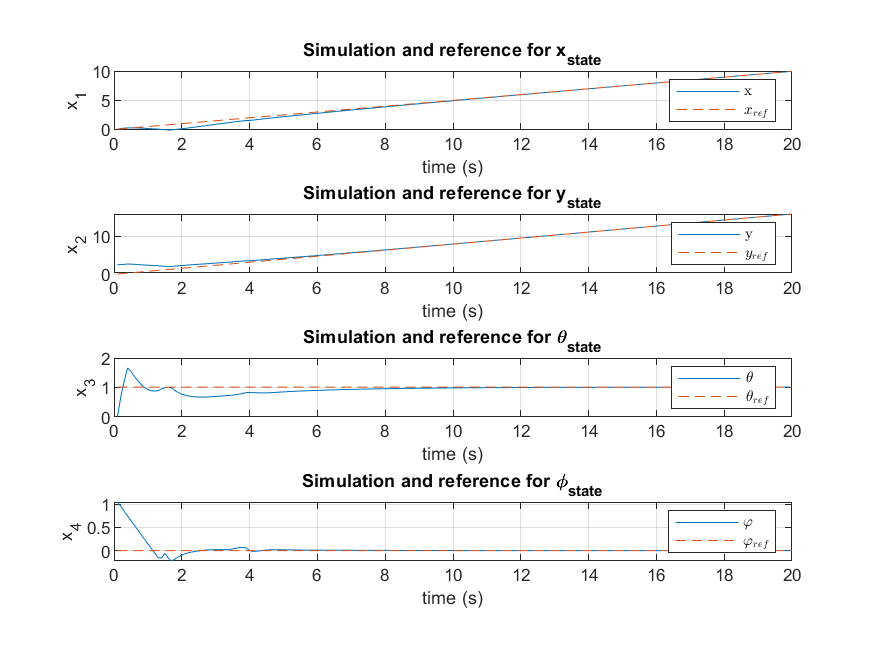 Simulation and reference for x_state
10
5
0
x_1
x
x_ref
0 2 4 6 8 10 12 14 16 18 20
time (s)
Simulation and reference for y_state
10
0
x_2
y
y_ref
0 2 4 6 8 10 12 14 16 18 20
time (s)
Simulation and reference for θ_state
2
1
0
x_3
θ
θ_ref
0 2 4 6 8 10 12 14 16 18 20
time (s)
Simulation and reference for ϕ_state
1
0.5
0
x_4
φ
φ_ref
0 2 4 6 8 10 12 14 16 18 20
time (s)